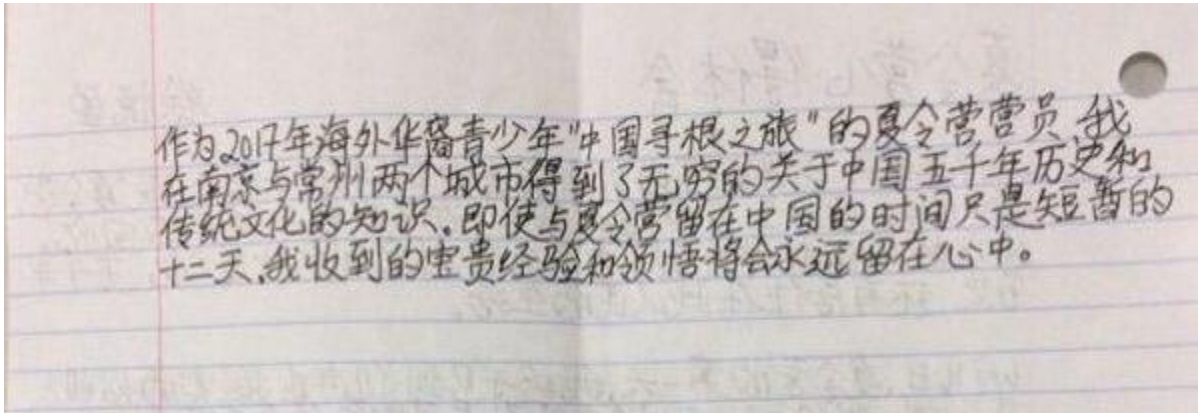 作为2017年海外华裔青少年"中国寻根之旅"的夏令营营员,我
在南京与常州两个城市得到了无穷的关于中国五千年历史和
传统文化的知识。即使与夏令营留在中国的时间只是短暂的
十二天,我收到的宝贵经验和领悟将会永远留在心中。